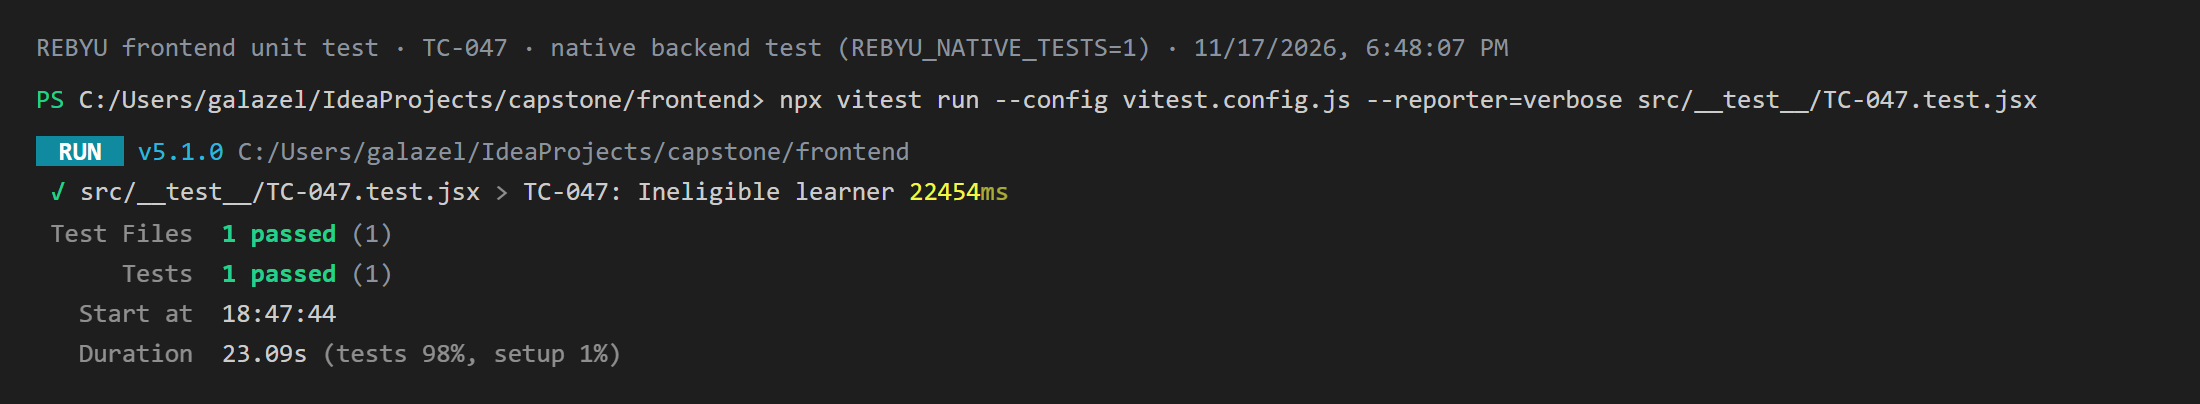 REBYU frontend unit test · TC-047 · native backend test (REBYU_NATIVE_TESTS=1) · 11/17/2026, 6:48:07 PM
PS C:/Users/galazel/IdeaProjects/capstone/frontend> npx vitest run --config vitest.config.js --reporter=verbose src/__test__/TC-047.test.jsx
RUN v5.1.0 C:/Users/galazel/IdeaProjects/capstone/frontend
√ src/__test__/TC-047.test.jsx > TC-047: Ineligible learner 22454ms
Test Files 1 passed (1)
Tests 1 passed (1)
Start at 18:47:44
Duration 23.09s (tests 98%, setup 1%)